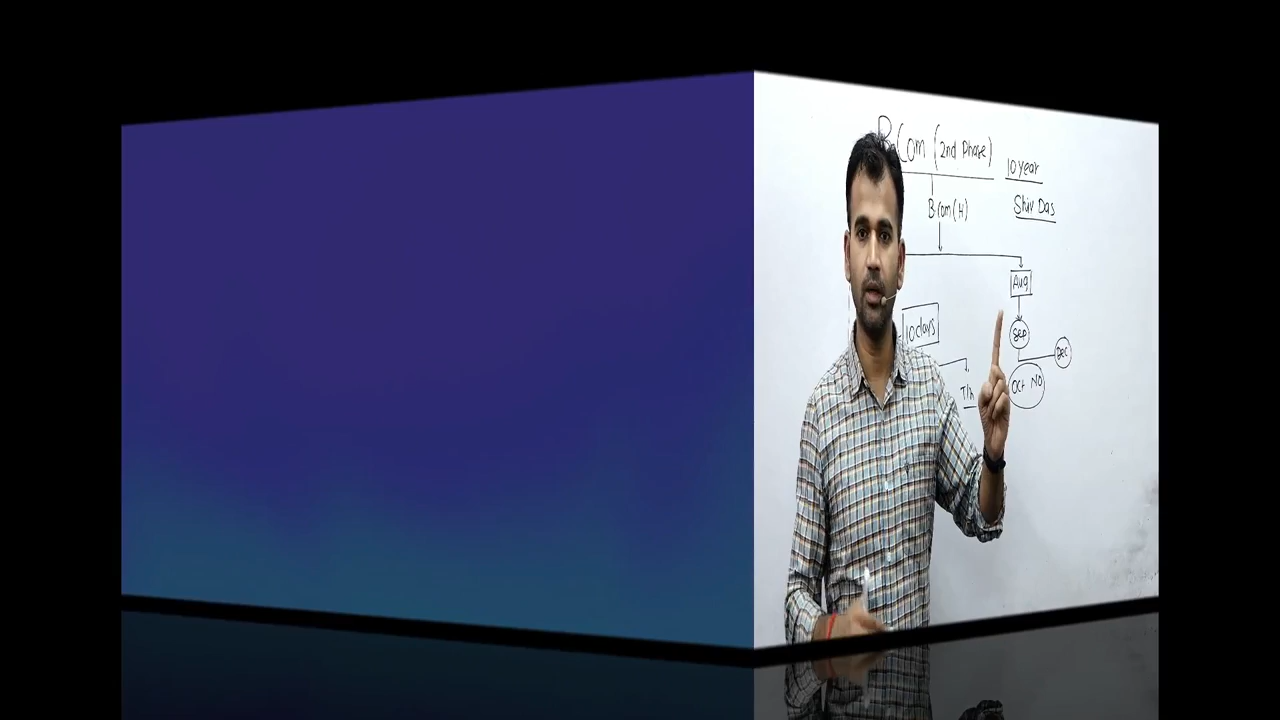 B.Com (2nd Phase)
10 year
B.com (H)
Shiv Das
Aug
10 days
Sep
Dec
Oct NO